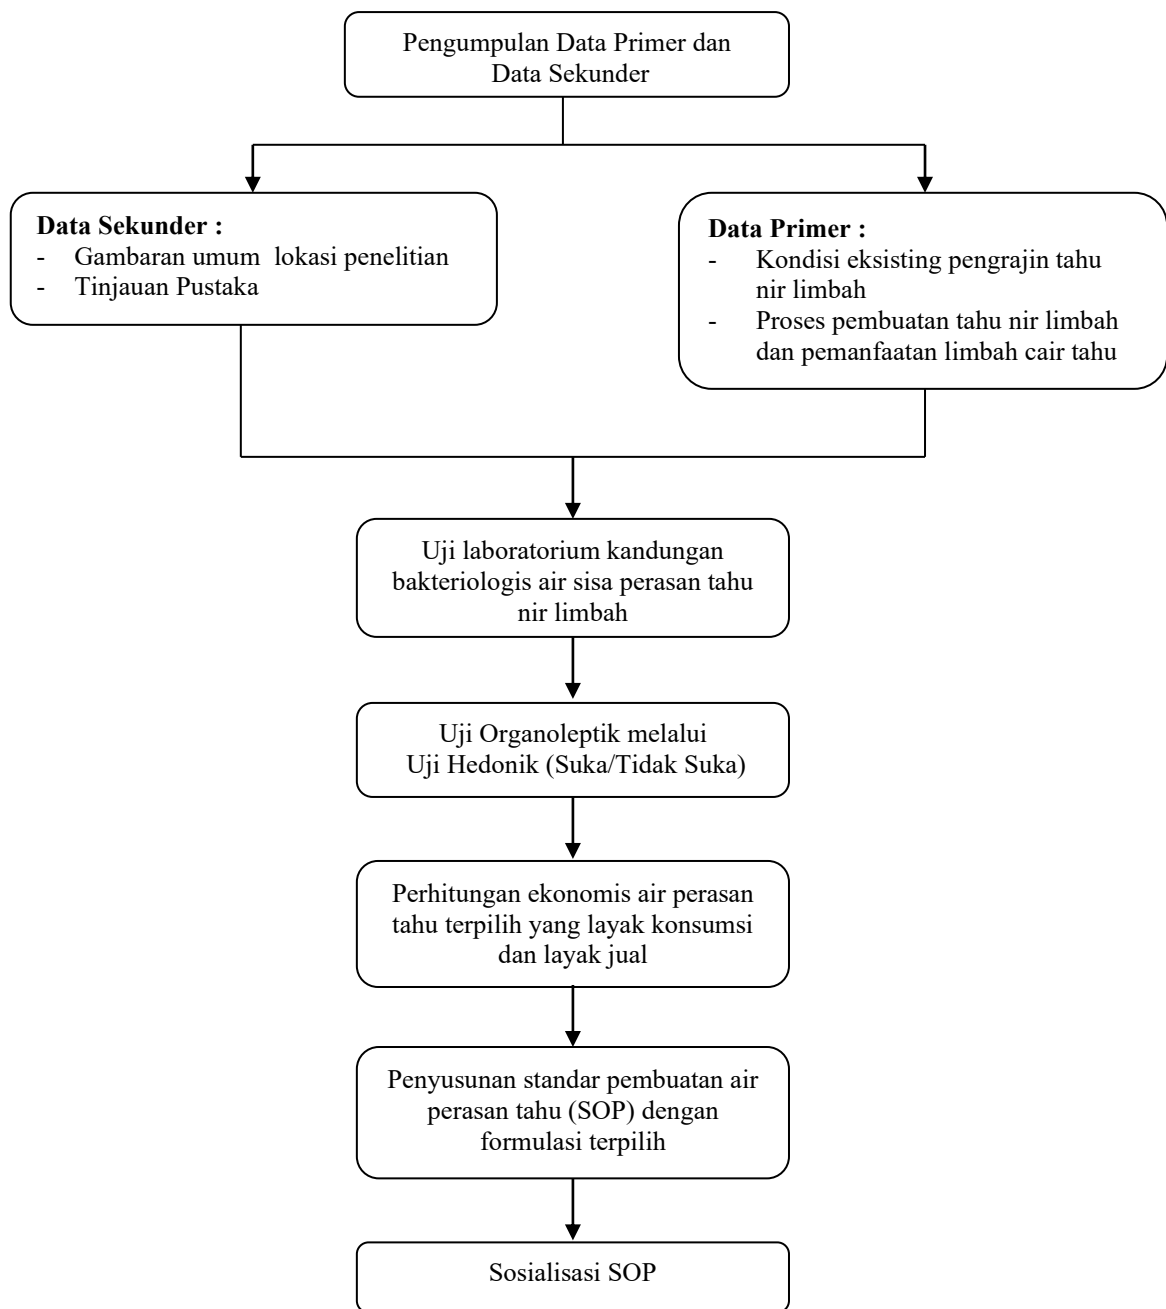 Pengumpulan Data Primer dan
Data Sekunder
Data Sekunder :
- Gambaran umum lokasi penelitian
- Tinjauan Pustaka
Data Primer :
- Kondisi eksisting pengrajin tahu
nir limbah
- Proses pembuatan tahu nir limbah
dan pemanfaatan limbah cair tahu
Uji laboratorium kandungan
bakteriologis air sisa perasan tahu
nir limbah
Uji Organoleptik melalui
Uji Hedonik (Suka/Tidak Suka)
Perhitungan ekonomis air perasan
tahu terpilih yang layak konsumsi
dan layak jual
Penyusunan standar pembuatan air
perasan tahu (SOP) dengan
formulasi terpilih
Sosialisasi SOP